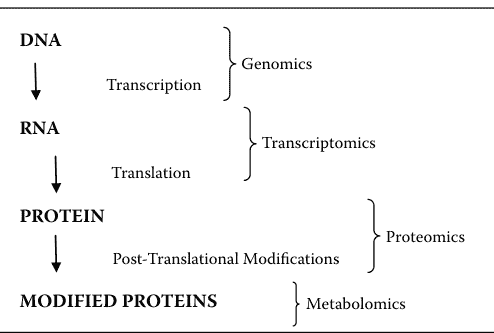 DNA
Genomics
Transcription
RNA
Transcriptomics
Translation
PROTEIN
Proteomics
Post-Translational Modifications
MODIFIED PROTEINS
Metabolomics